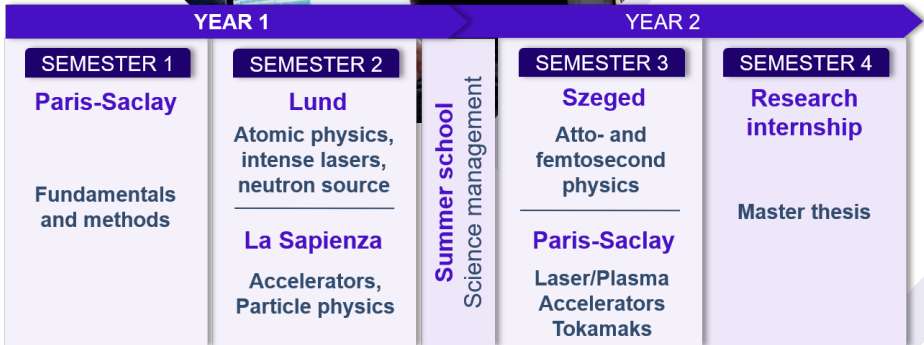 YEAR 1
YEAR 2
SEMESTER 1
Paris-Saclay
Fundamentals
and methods
SEMESTER 2
Lund
Atomic physics,
intense lasers,
neutron source
La Sapienza
Accelerators,
Particle physics
Summer school
Science management
SEMESTER 3
Szeged
Atto- and
femtosecond
physics
Paris-Saclay
Laser/Plasma
Accelerators
Tokamaks
SEMESTER 4
Research
internship
Master thesis